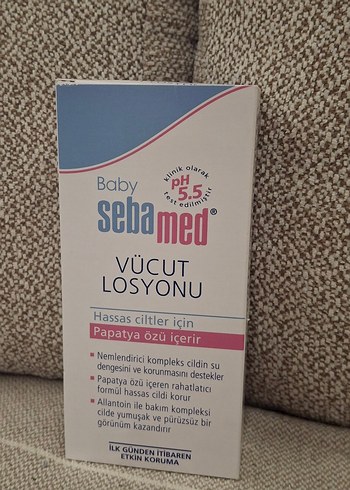 Baby
klinik olarak
pH
5.5
test edilmiştir
sebamed®
VÜCUT
LOSYONU
Hassas ciltler için
Papatya özü içerir
▪ Nemlendirici kompleks cildin su
dengesini ve korunmasını destekler
▪ Papatya özü içeren rahatlatıcı
formül hassas cildi korur
▪ Allantoin ile bakım kompleksi
cilde yumuşak ve pürüzsüz bir
görünüm kazandırır
İLK GÜNDEN İTİBAREN
ETKİN KORUMA